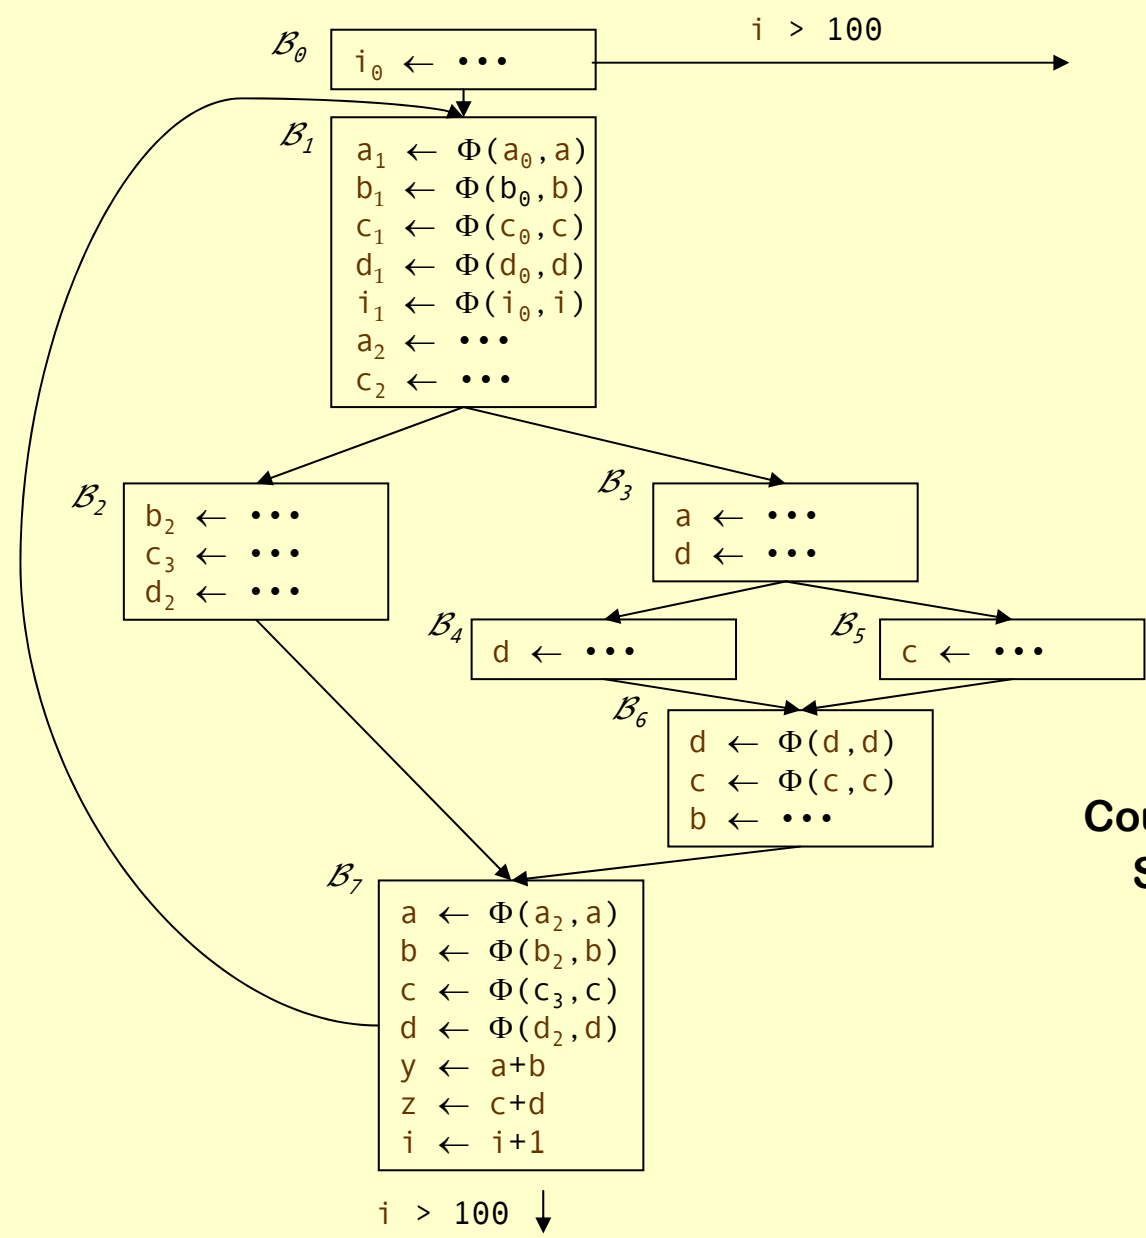 i > 100
ℬ₀
i₀ ← •••
ℬ₁
a₁ ← Φ(a₀,a)
b₁ ← Φ(b₀,b)
c₁ ← Φ(c₀,c)
d₁ ← Φ(d₀,d)
i₁ ← Φ(i₀,i)
a₂ ← •••
c₂ ← •••
ℬ₂
b₂ ← •••
c₃ ← •••
d₂ ← •••
ℬ₃
a ← •••
d ← •••
ℬ₄
d ← •••
ℬ₅
c ← •••
ℬ₆
d ← Φ(d,d)
c ← Φ(c,c)
b ← •••
Cou
S
ℬ₇
a ← Φ(a₂,a)
b ← Φ(b₂,b)
c ← Φ(c₃,c)
d ← Φ(d₂,d)
y ← a+b
z ← c+d
i ← i+1
i > 100